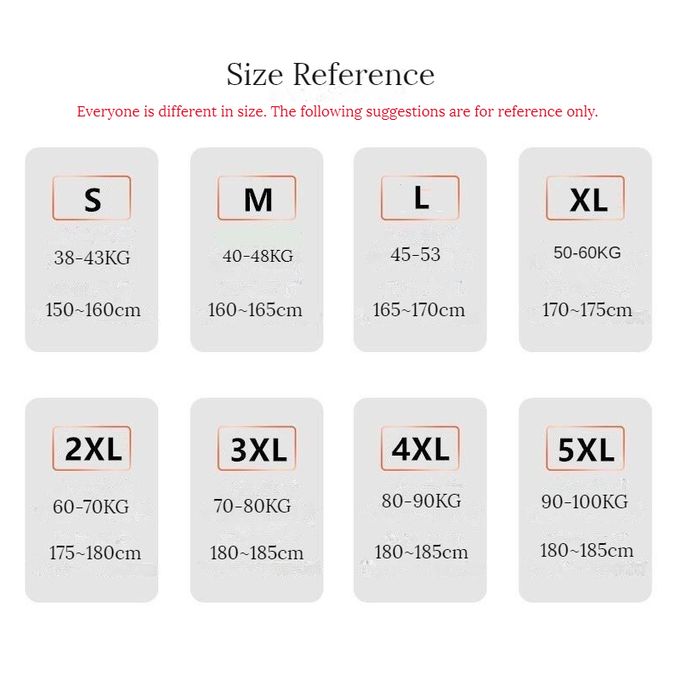 Size Reference
Everyone is different in size. The following suggestions are for reference only.
S
38-43KG
150~160cm
M
40-48KG
160~165cm
L
45-53
165~170cm
XL
50-60KG
170~175cm
2XL
60-70KG
175~180cm
3XL
70-80KG
180~185cm
4XL
80-90KG
180~185cm
5XL
90-100KG
180~185cm